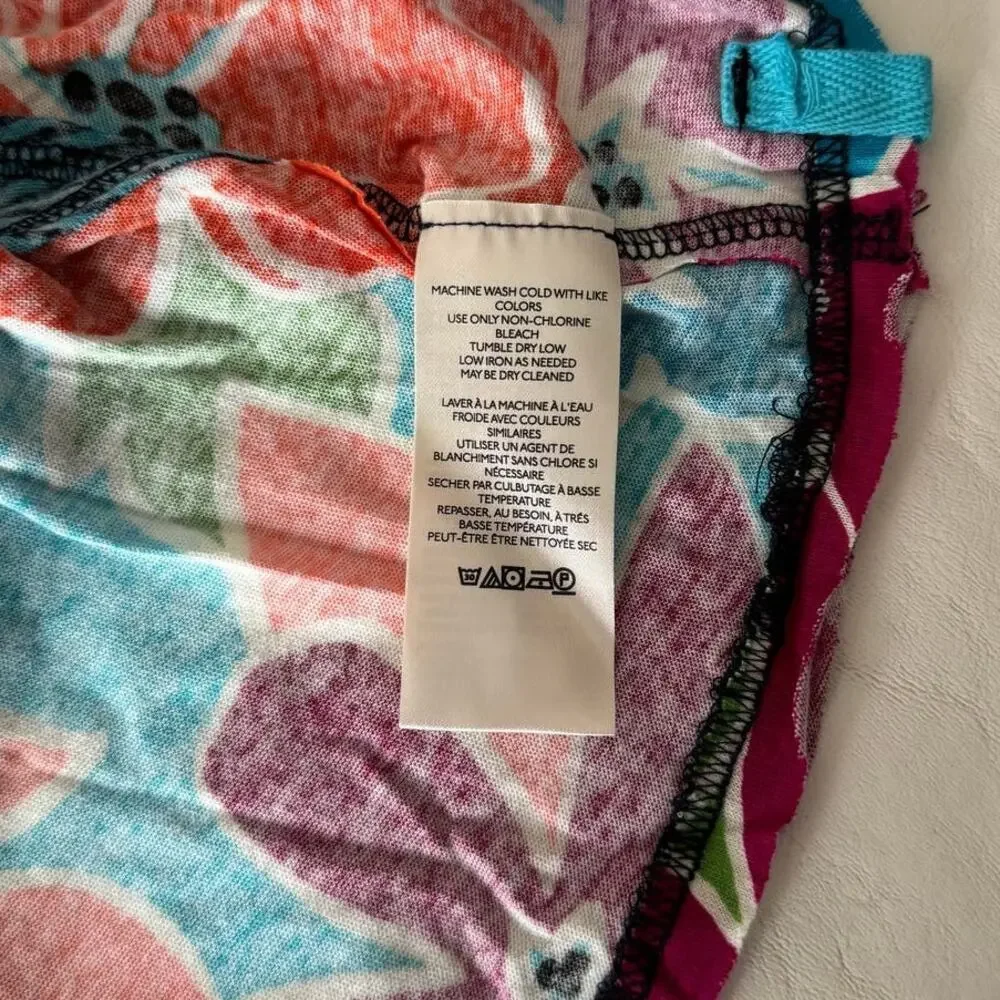 MACHINE WASH COLD WITH LIKE
COLORS
USE ONLY NON-CHLORINE
BLEACH
TUMBLE DRY LOW
LOW IRON AS NEEDED
MAY BE DRY CLEANED
LAVER À LA MACHINE À L'EAU
FROIDE AVEC COULEURS
SIMILAIRES
UTILISER UN AGENT DE
BLANCHIMENT SANS CHLORE SI
NÉCESSAIRE
SECHER PAR CULBUTAGE À BASSE
TEMPERATURE
REPASSER, AU BESOIN, À TRÉS
BASSE TEMPÉRATURE
PEUT-ÊTRE ÊTRE NETTOYÉE SEC
30 P